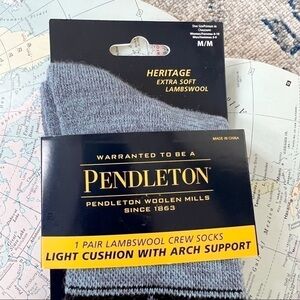 M/M
HERITAGE
EXTRA SOFT
LAMBSWOOL
MADE IN CHINA
WARRANTED TO BE A
PENDLETON
PENDLETON WOOLEN MILLS
SINCE 1863
1 PAIR LAMBSWOOL CREW SOCKS
LIGHT CUSHION WITH ARCH SUPPORT